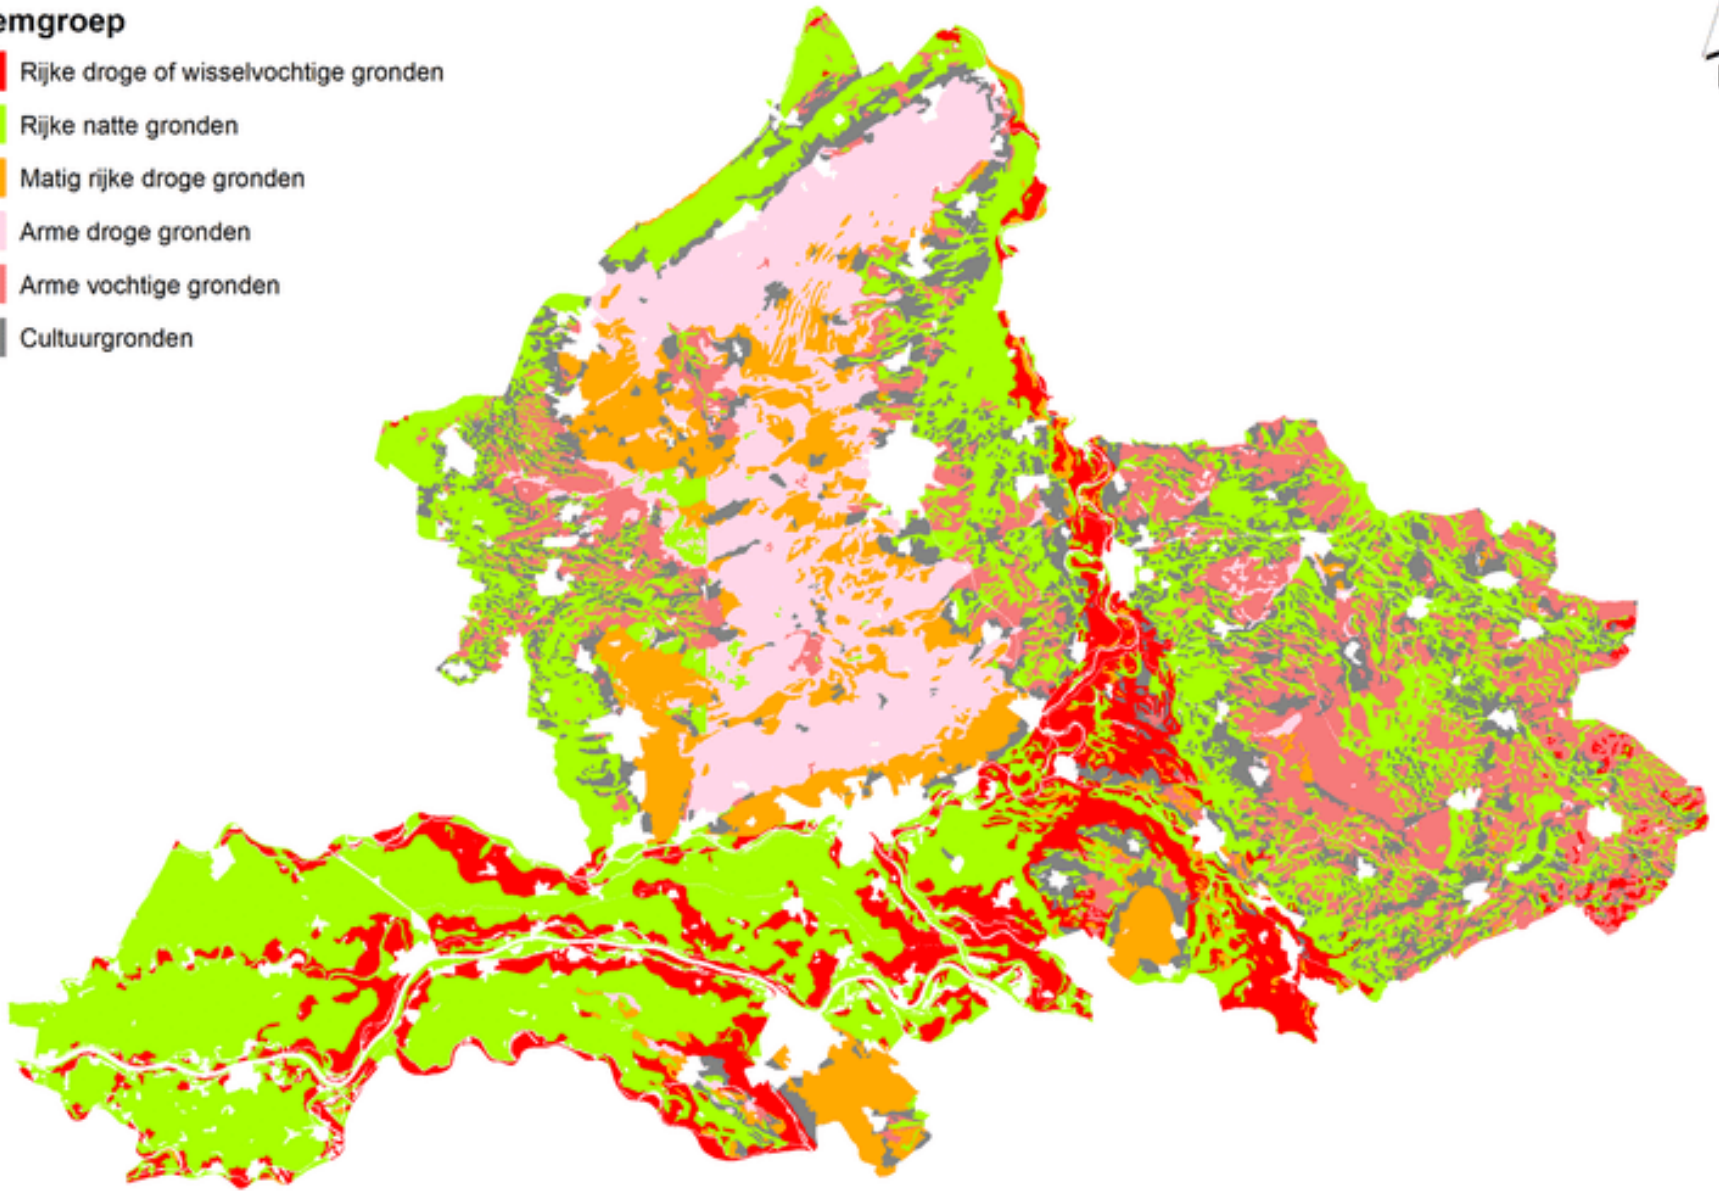 emgroep
Rijke droge of wisselvochtige gronden
Rijke natte gronden
Matig rijke droge gronden
Arme droge gronden
Arme vochtige gronden
Cultuurgronden